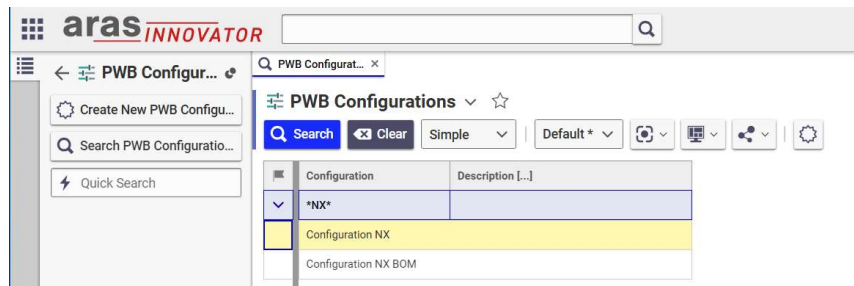 aras INNOVATOR
PWB Configur...
Create New PWB Configu...
Search PWB Configuratio...
Quick Search
PWB Configurat... ×
PWB Configurations
Search Clear Simple Default *
Configuration Description [...]
*NX*
Configuration NX
Configuration NX BOM